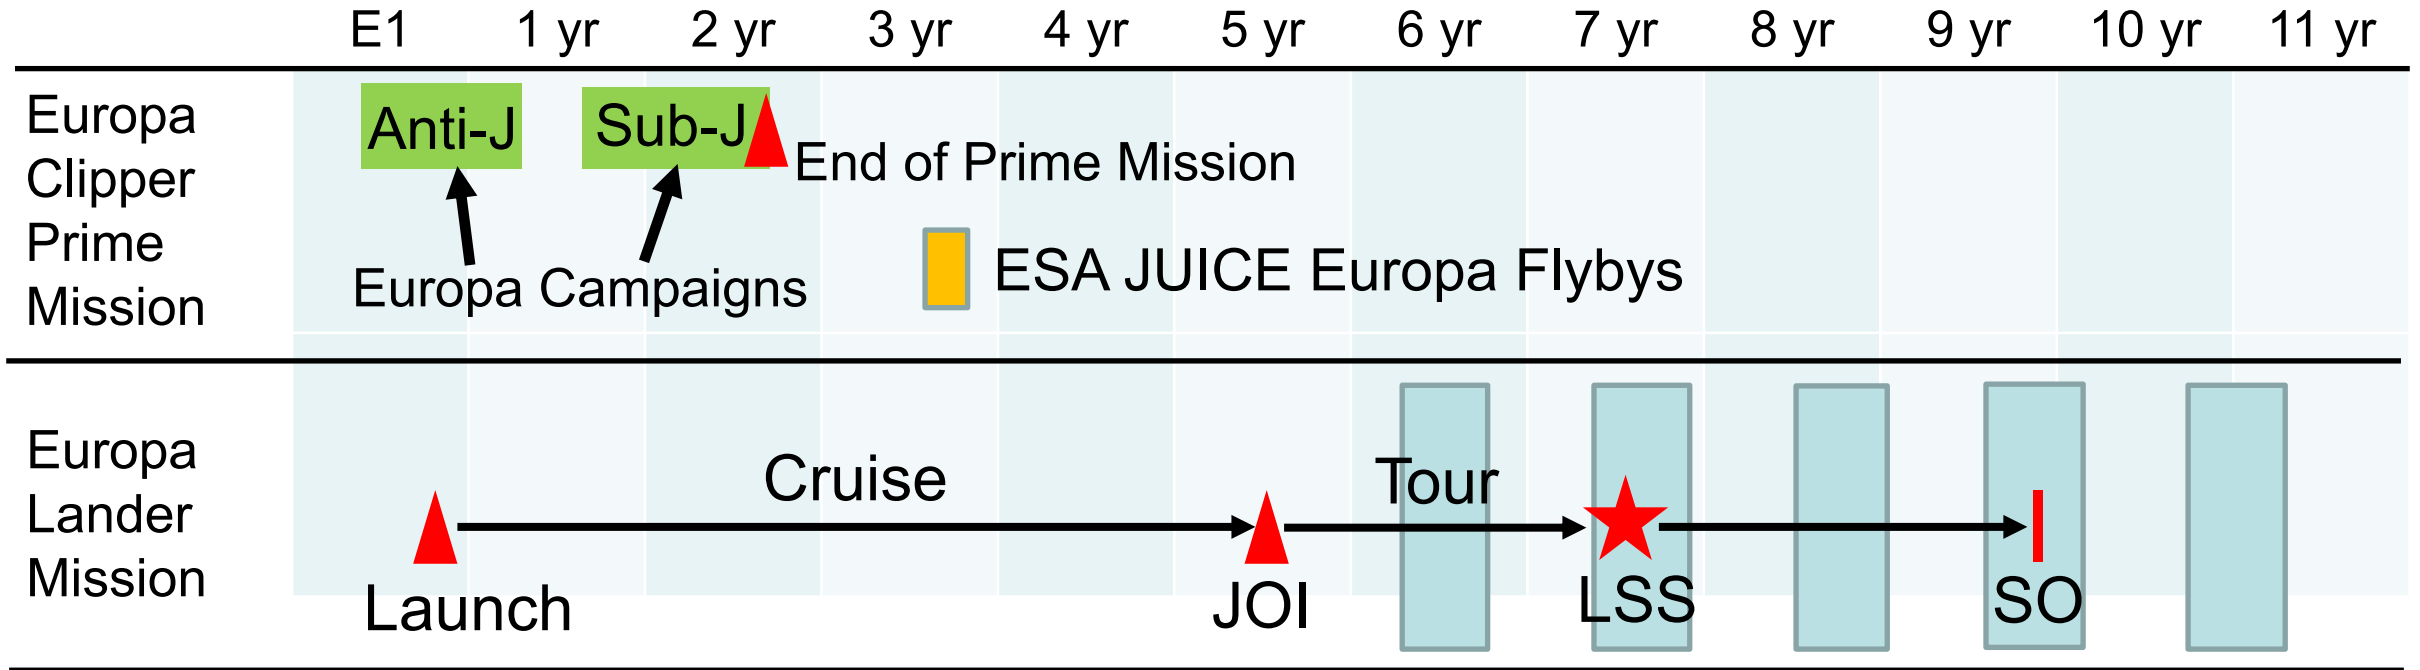 E1 1 yr 2 yr 3 yr 4 yr 5 yr 6 yr 7 yr 8 yr 9 yr 10 yr 11 yr
Europa
Clipper
Prime
Mission
Anti-J
Sub-J
End of Prime Mission
ESA JUICE Europa Flybys
Europa Campaigns
Europa
Lander
Mission
Cruise
Tour
Launch
JOI
LSS
SO